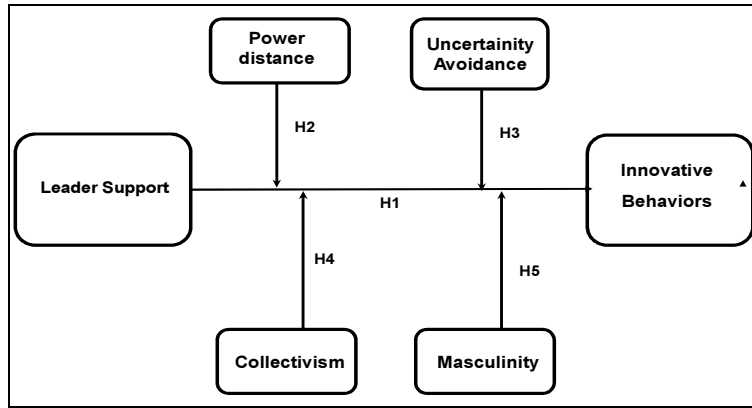 Power
distance
Uncertainity
Avoidance
H2
H3
Leader Support
Innovative
Behaviors
H1
H4
H5
Collectivism
Masculinity